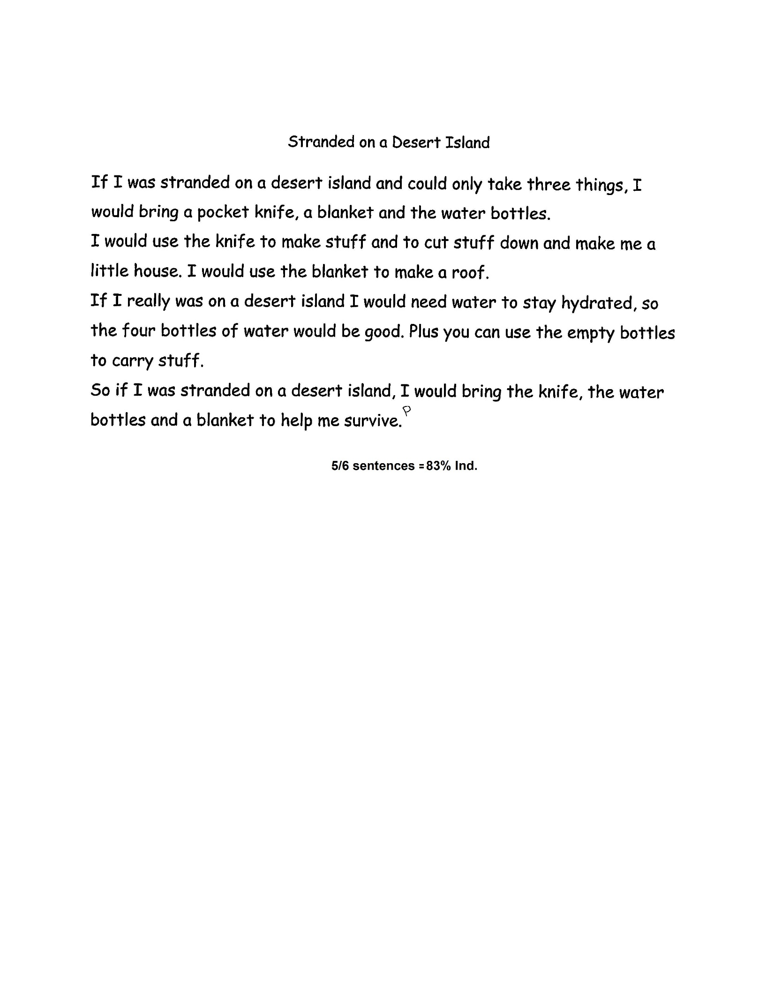 Stranded on a Desert Island
If I was stranded on a desert island and could only take three things, I
would bring a pocket knife, a blanket and the water bottles.
I would use the knife to make stuff and to cut stuff down and make me a
little house. I would use the blanket to make a roof.
If I really was on a desert island I would need water to stay hydrated, so
the four bottles of water would be good. Plus you can use the empty bottles
to carry stuff.
So if I was stranded on a desert island, I would bring the knife, the water
bottles and a blanket to help me survive. P
5/6 sentences = 83% Ind.